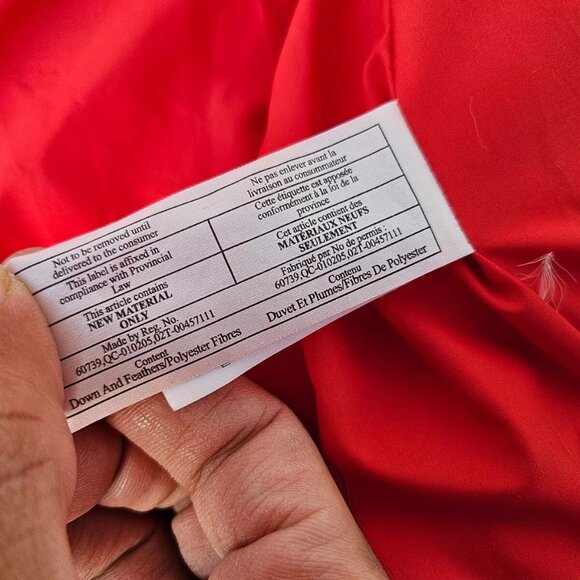 Not to be removed until
delivered to the consumer
This label is affixed in
compliance with Provincial
Law
This article contains
NEW MATERIAL
ONLY
Made by Reg. No.
60739,QC-010205,02T-00457111
Content
Down And Feathers/Polyester Fibres
Ne pas enlever avant la
livraison au consommateur
Cette étiquette est apposée
conformément à la loi de la
province
Cet article contient des
MATÉRIAUX NEUFS
SEULEMENT
Fabriqué par No de permis :
60739,QC-010205,02T-00457111
Contenu
Duvet Et Plumes/Fibres De Polyester